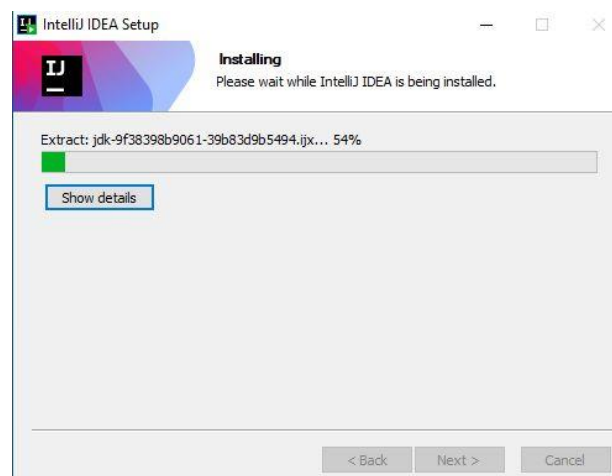 IntelliJ IDEA Setup
IJ
Installing
Please wait while IntelliJ IDEA is being installed.
Extract: jdk-9f38398b9061-39b83d9b5494.ijx... 54%
Show details
< Back Next > Cancel